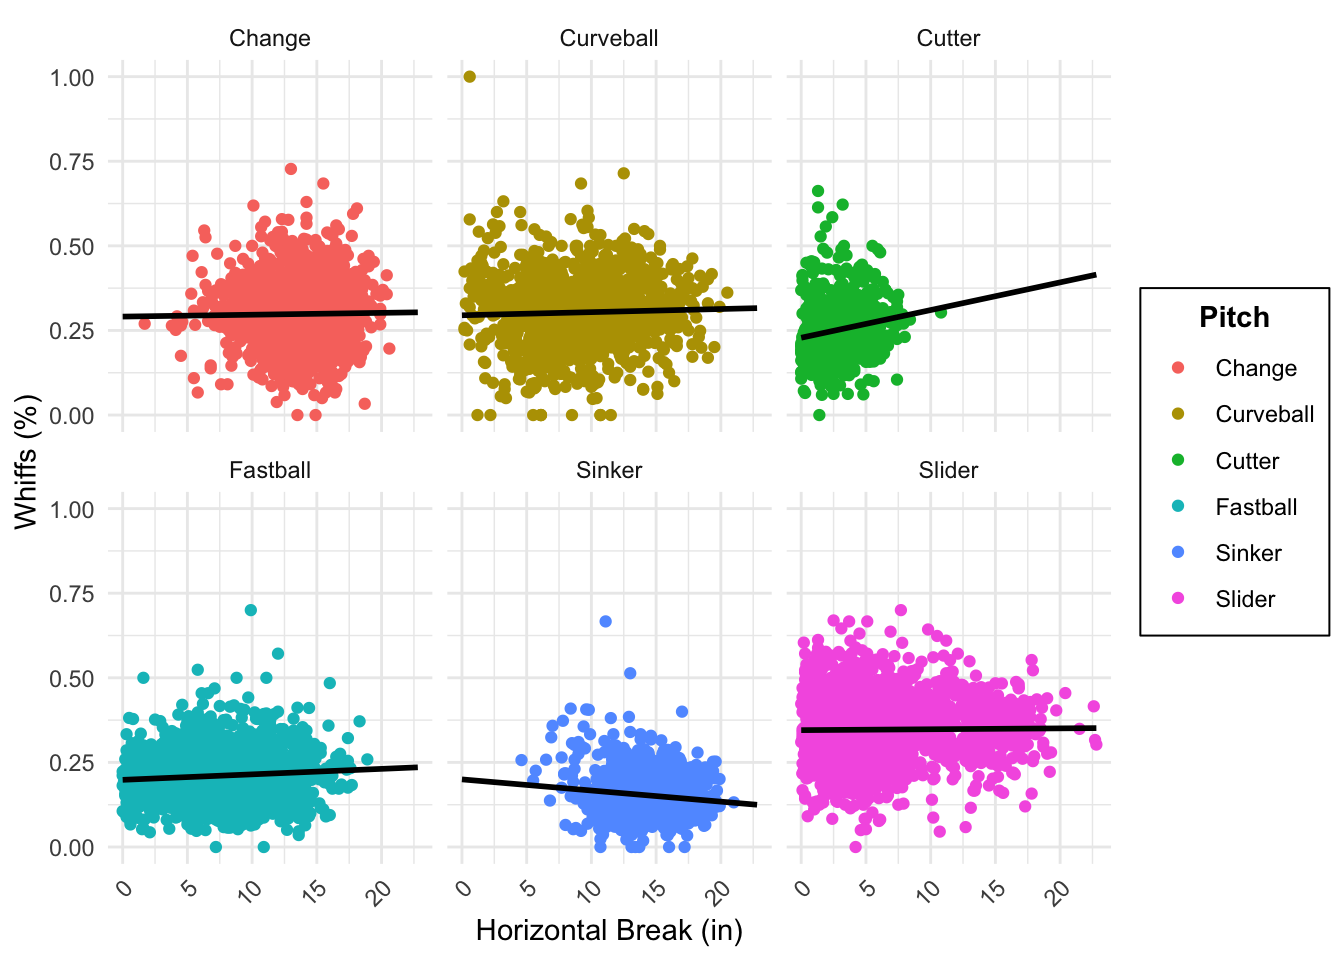 Change
Curveball
Cutter
1.00
0.75
0.50
0.25
0.00
Fastball
Sinker
Slider
1.00
0.75
0.50
0.25
0.00
0
5
10
15
20
0
5
10
15
20
0
5
10
15
20
Whiffs (%)
Horizontal Break (in)
Pitch
Change
Curveball
Cutter
Fastball
Sinker
Slider